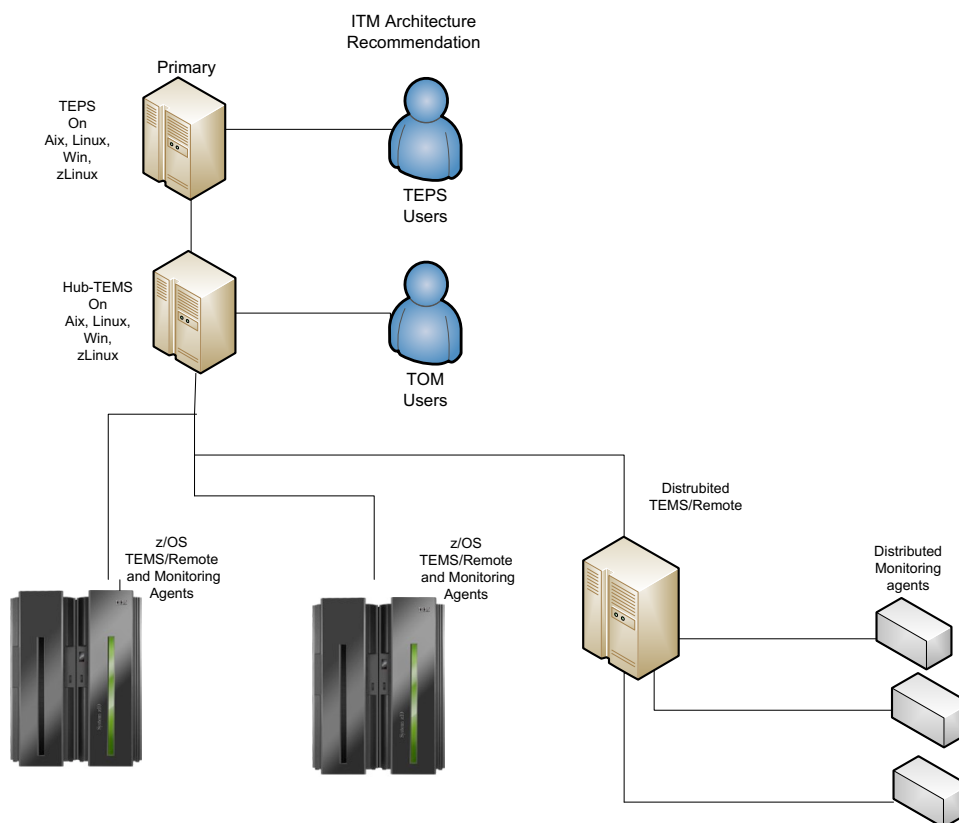 ITM Architecture
Recommendation
Primary
TEPS
On
Aix, Linux,
Win,
zLinux
TEPS
Users
Hub-TEMS
On
Aix, Linux,
Win,
zLinux
TOM
Users
z/OS
TEMS/Remote
and Monitoring
Agents
z/OS
TEMS/Remote
and Monitoring
Agents
Distrubited
TEMS/Remote
Distributed
Monitoring
agents